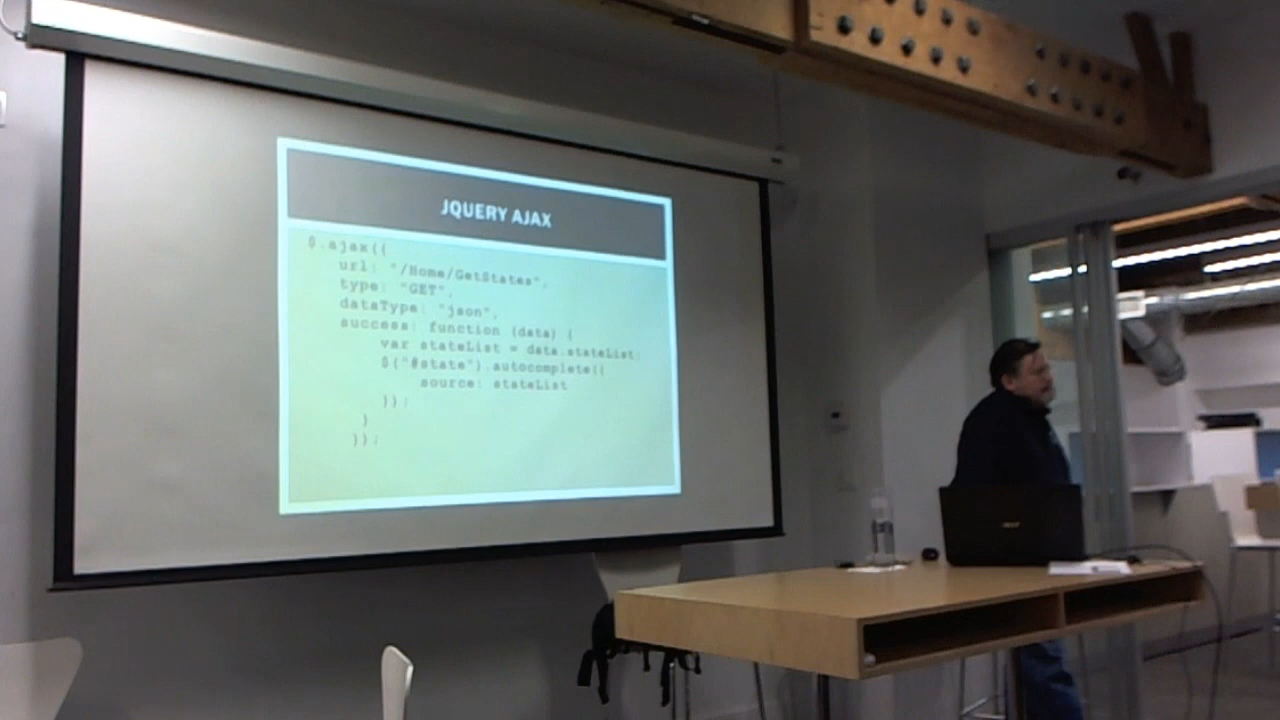 JQUERY AJAX
$.ajax({
url: "/Home/GetStates",
type: "GET",
dataType: "json",
success: function (data) {
var stateList = data.stateList;
$("#state").autocomplete({
source: stateList
});
}
});
acer